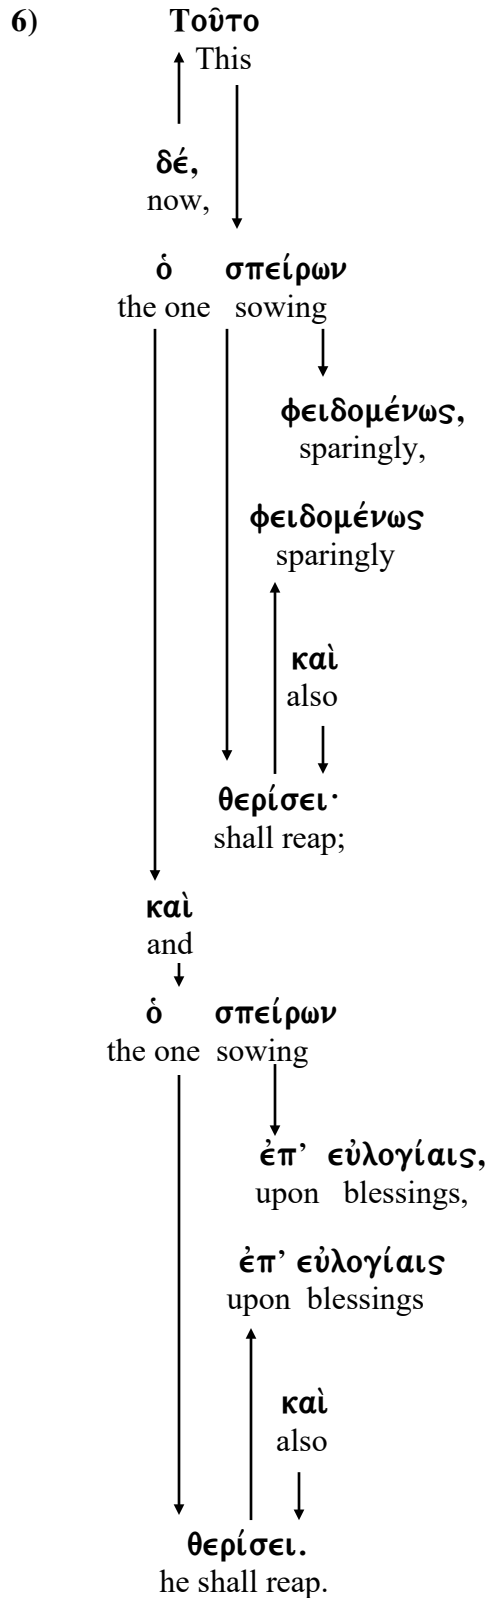 6) Τοῦτο
This
δέ,
now,
ὁ σπείρων
the one sowing
φειδομένως,
sparingly,
φειδομένως
sparingly
καὶ
also
θερίσει·
shall reap;
καὶ
and
ὁ σπείρων
the one sowing
ἐπ’ εὐλογίαις,
upon blessings,
ἐπ’ εὐλογίαις
upon blessings
καὶ
also
θερίσει.
he shall reap.